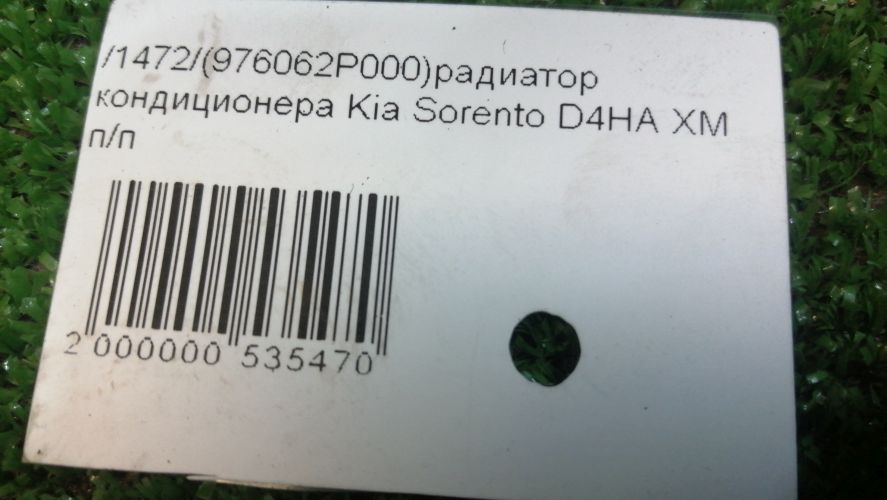 /1472/(976062P000)радиатор
кондиционера Kia Sorento D4HA XM
п/п
2 000000 535470